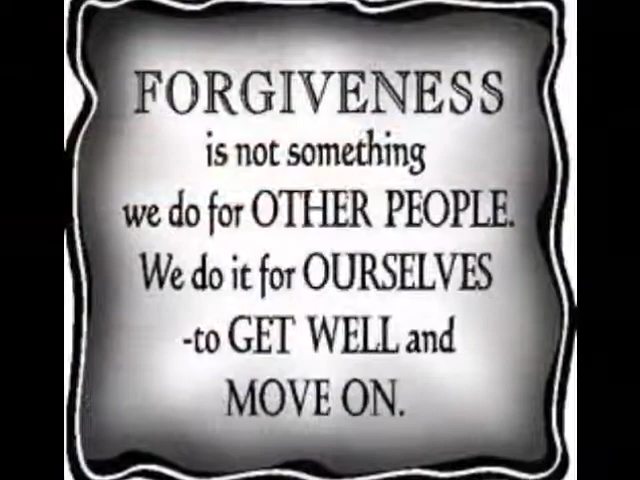 FORGIVENESS
is not something
we do for OTHER PEOPLE.
We do it for OURSELVES
-to GET WELL and
MOVE ON.